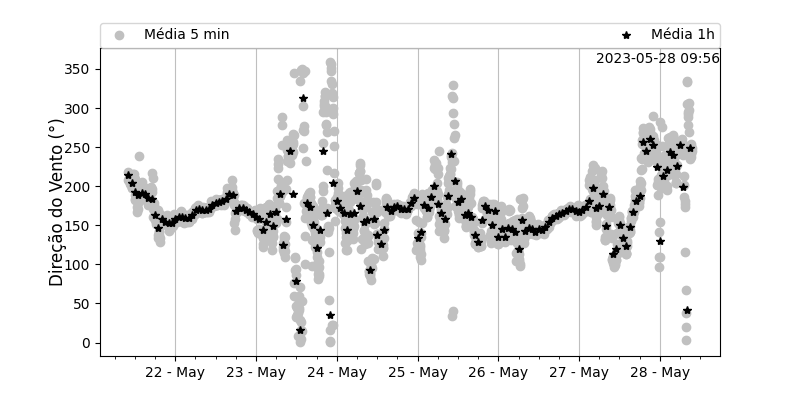 Média 5 min
Média 1h
2023-05-28 09:56
Direção do Vento (°)
350
300
250
200
150
100
50
0
22 - May
23 - May
24 - May
25 - May
26 - May
27 - May
28 - May